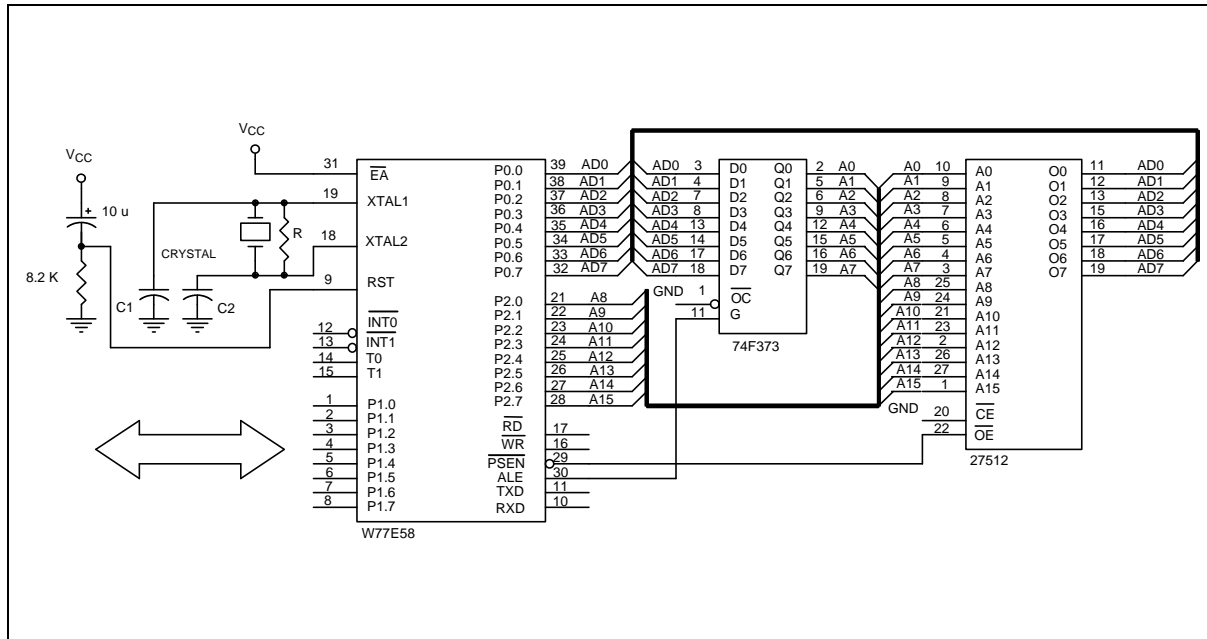 VCC
10 u
8.2 K
VCC
CRYSTAL
C1
C2
R
31 EA
19 XTAL1
18 XTAL2
9 RST
12 INT0
13 INT1
14 T0
15 T1
1 P1.0
2 P1.1
3 P1.2
4 P1.3
5 P1.4
6 P1.5
7 P1.6
8 P1.7
P0.0 39 AD0
P0.1 38 AD1
P0.2 37 AD2
P0.3 36 AD3
P0.4 35 AD4
P0.5 34 AD5
P0.6 33 AD6
P0.7 32 AD7
P2.0 21 A8
P2.1 22 A9
P2.2 23 A10
P2.3 24 A11
P2.4 25 A12
P2.5 26 A13
P2.6 27 A14
P2.7 28 A15
RD 17
WR 16
PSEN 29
ALE 30
TXD 11
RXD 10
W77E58
AD0 3 D0 Q0 2 A0
AD1 4 D1 Q1 5 A1
AD2 7 D2 Q2 6 A2
AD3 8 D3 Q3 9 A3
AD4 13 D4 Q4 12 A4
AD5 14 D5 Q5 15 A5
AD6 17 D6 Q6 16 A6
AD7 18 D7 Q7 19 A7
GND 1 OC
11 G
74F373
A0 10 A0 O0 11 AD0
A1 9 A1 O1 12 AD1
A2 8 A2 O2 13 AD2
A3 7 A3 O3 15 AD3
A4 6 A4 O4 16 AD4
A5 5 A5 O5 17 AD5
A6 4 A6 O6 18 AD6
A7 3 A7 O7 19 AD7
A8 25 A8
A9 24 A9
A10 21 A10
A11 23 A11
A12 2 A12
A13 26 A13
A14 27 A14
A15 1 A15
GND 20 CE
22 OE
27512